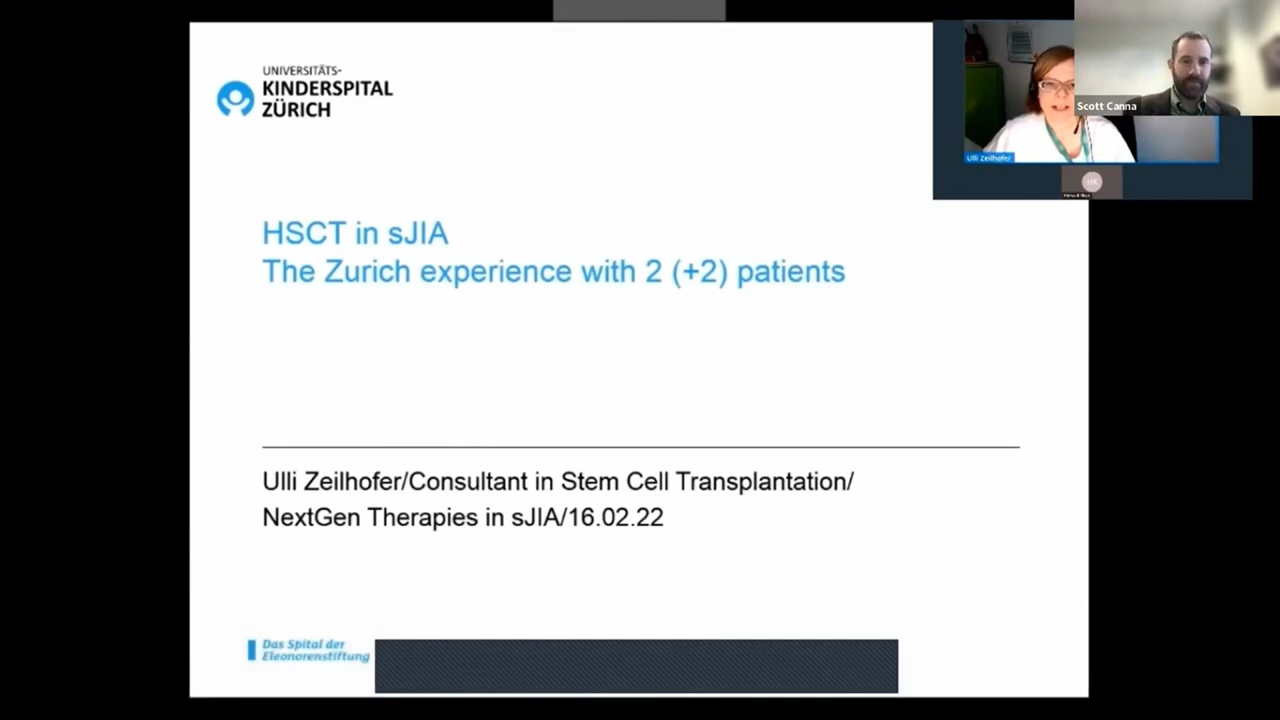 UNIVERSITÄTS-
KINDERSPITAL
ZÜRICH
Scott Canna
Ulli Zeilhofer
HSCT in sJIA
The Zurich experience with 2 (+2) patients
Ulli Zeilhofer/Consultant in Stem Cell Transplantation/
NextGen Therapies in sJIA/16.02.22
Das Spital der
Eleonorenstiftung